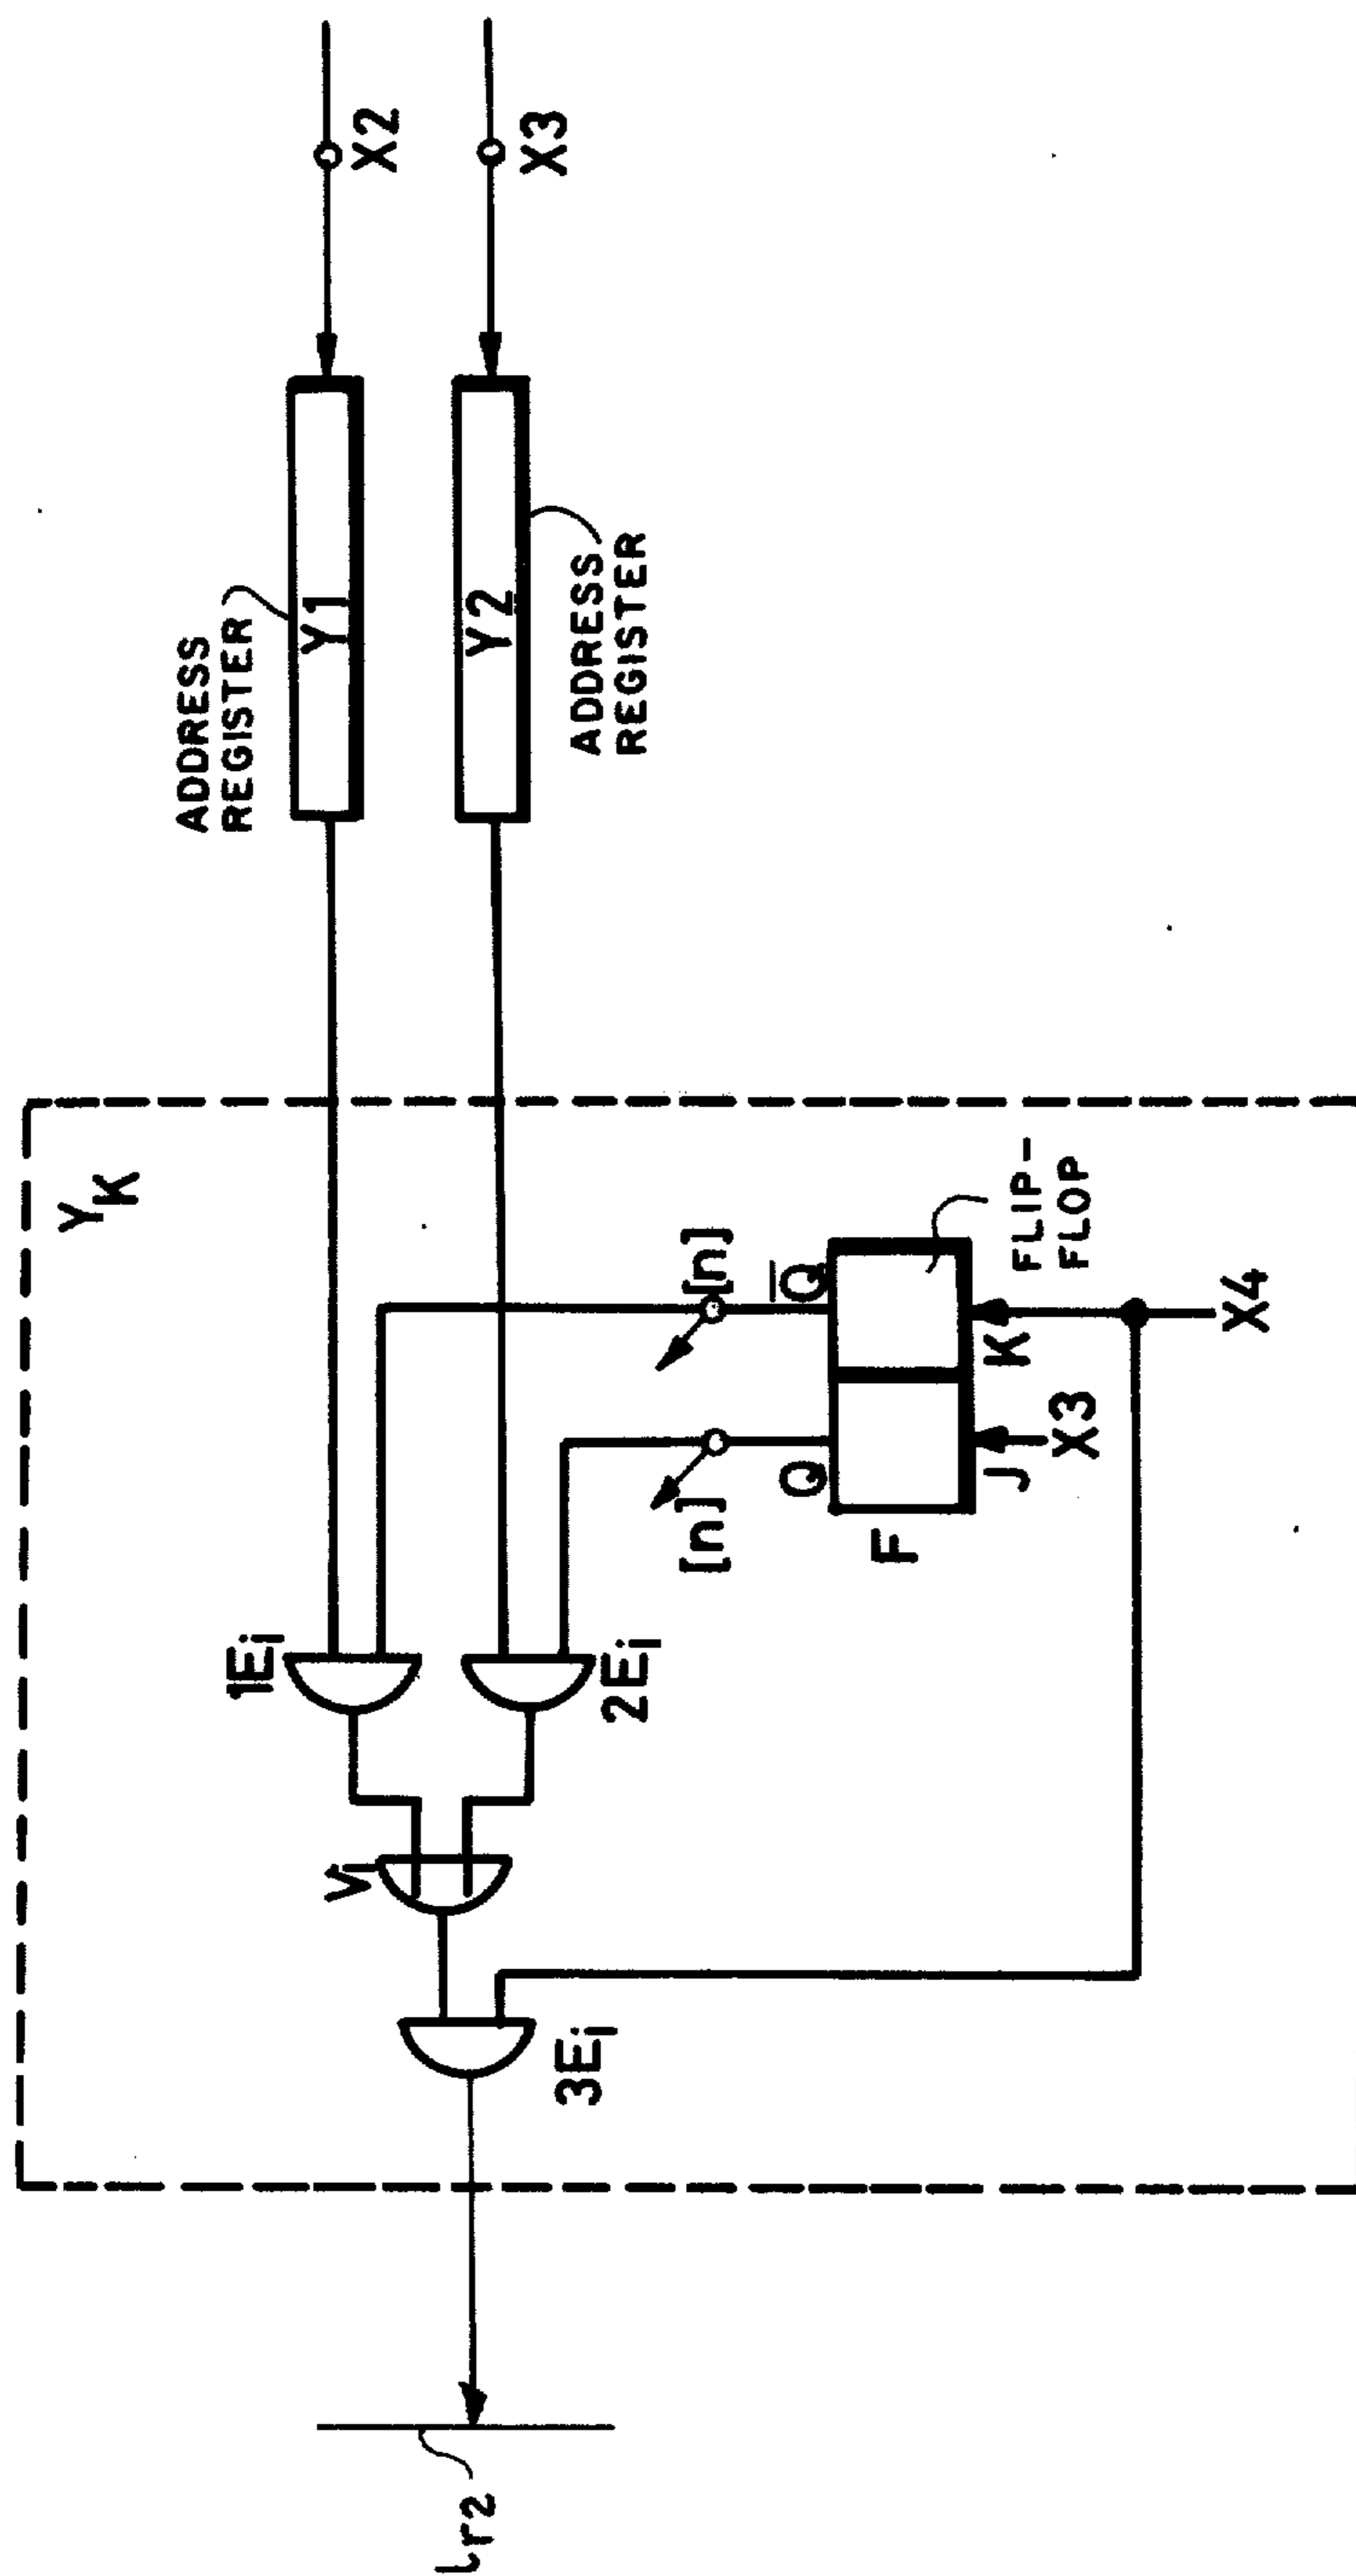 X2
X3
ADDRESS
REGISTER
Y1
Y2
ADDRESS
REGISTER
YK
[n]
Q̅
FLIP-
FLOP
K
X4
[n]
Q
J
X3
F
1Ei
2Ei
V
3Ei
lr2